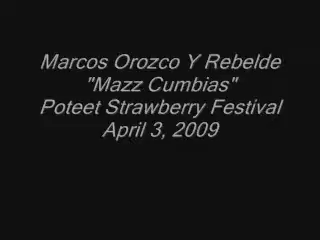 Marcos Orozco Y Rebelde
"Mazz Cumbias"
Poteet Strawberry Festival
April 3, 2009